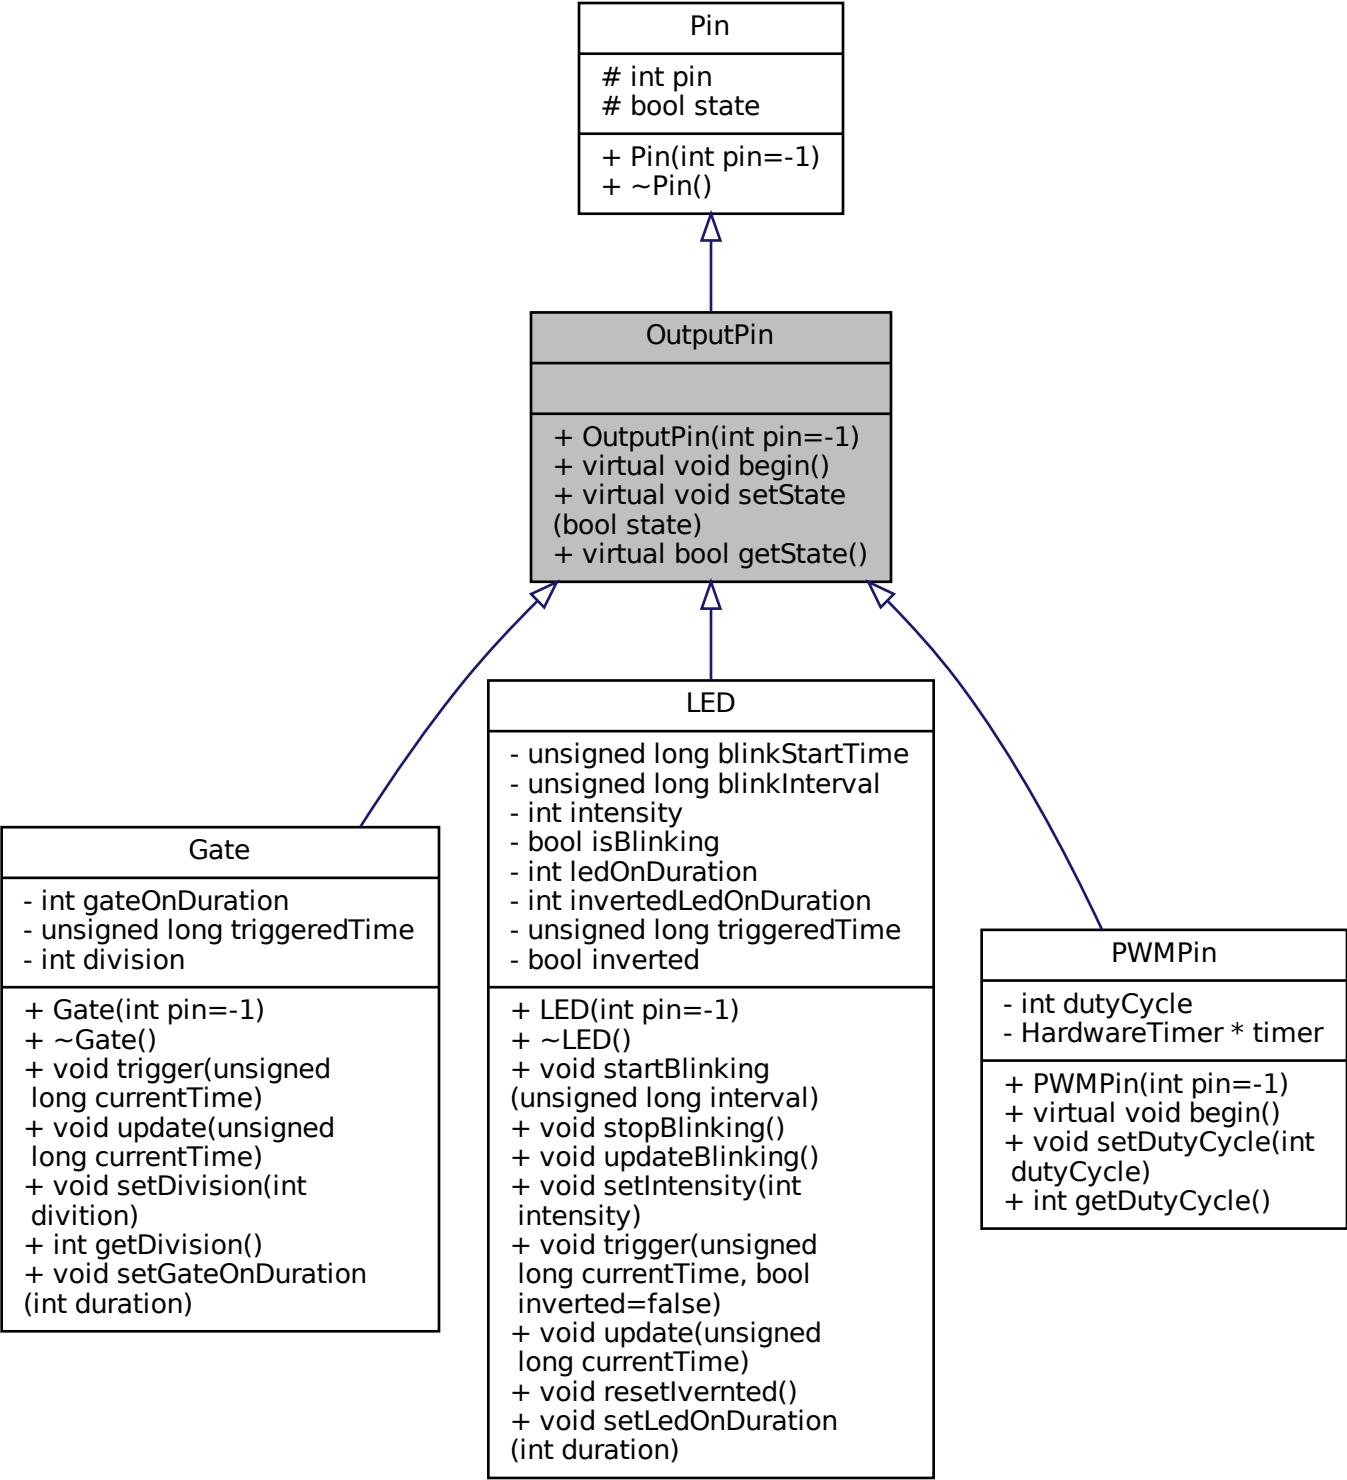 Pin
# int pin
# bool state
+ Pin(int pin=-1)
+ ~Pin()
OutputPin
+ OutputPin(int pin=-1)
+ virtual void begin()
+ virtual void setState
(bool state)
+ virtual bool getState()
Gate
- int gateOnDuration
- unsigned long triggeredTime
- int division
+ Gate(int pin=-1)
+ ~Gate()
+ void trigger(unsigned
long currentTime)
+ void update(unsigned
long currentTime)
+ void setDivision(int
divition)
+ int getDivision()
+ void setGateOnDuration
(int duration)
LED
- unsigned long blinkStartTime
- unsigned long blinkInterval
- int intensity
- bool isBlinking
- int ledOnDuration
- int invertedLedOnDuration
- unsigned long triggeredTime
- bool inverted
+ LED(int pin=-1)
+ ~LED()
+ void startBlinking
(unsigned long interval)
+ void stopBlinking()
+ void updateBlinking()
+ void setIntensity(int
intensity)
+ void trigger(unsigned
long currentTime, bool
inverted=false)
+ void update(unsigned
long currentTime)
+ void resetIvernted()
+ void setLedOnDuration
(int duration)
PWMPin
- int dutyCycle
- HardwareTimer * timer
+ PWMPin(int pin=-1)
+ virtual void begin()
+ void setDutyCycle(int
dutyCycle)
+ int getDutyCycle()